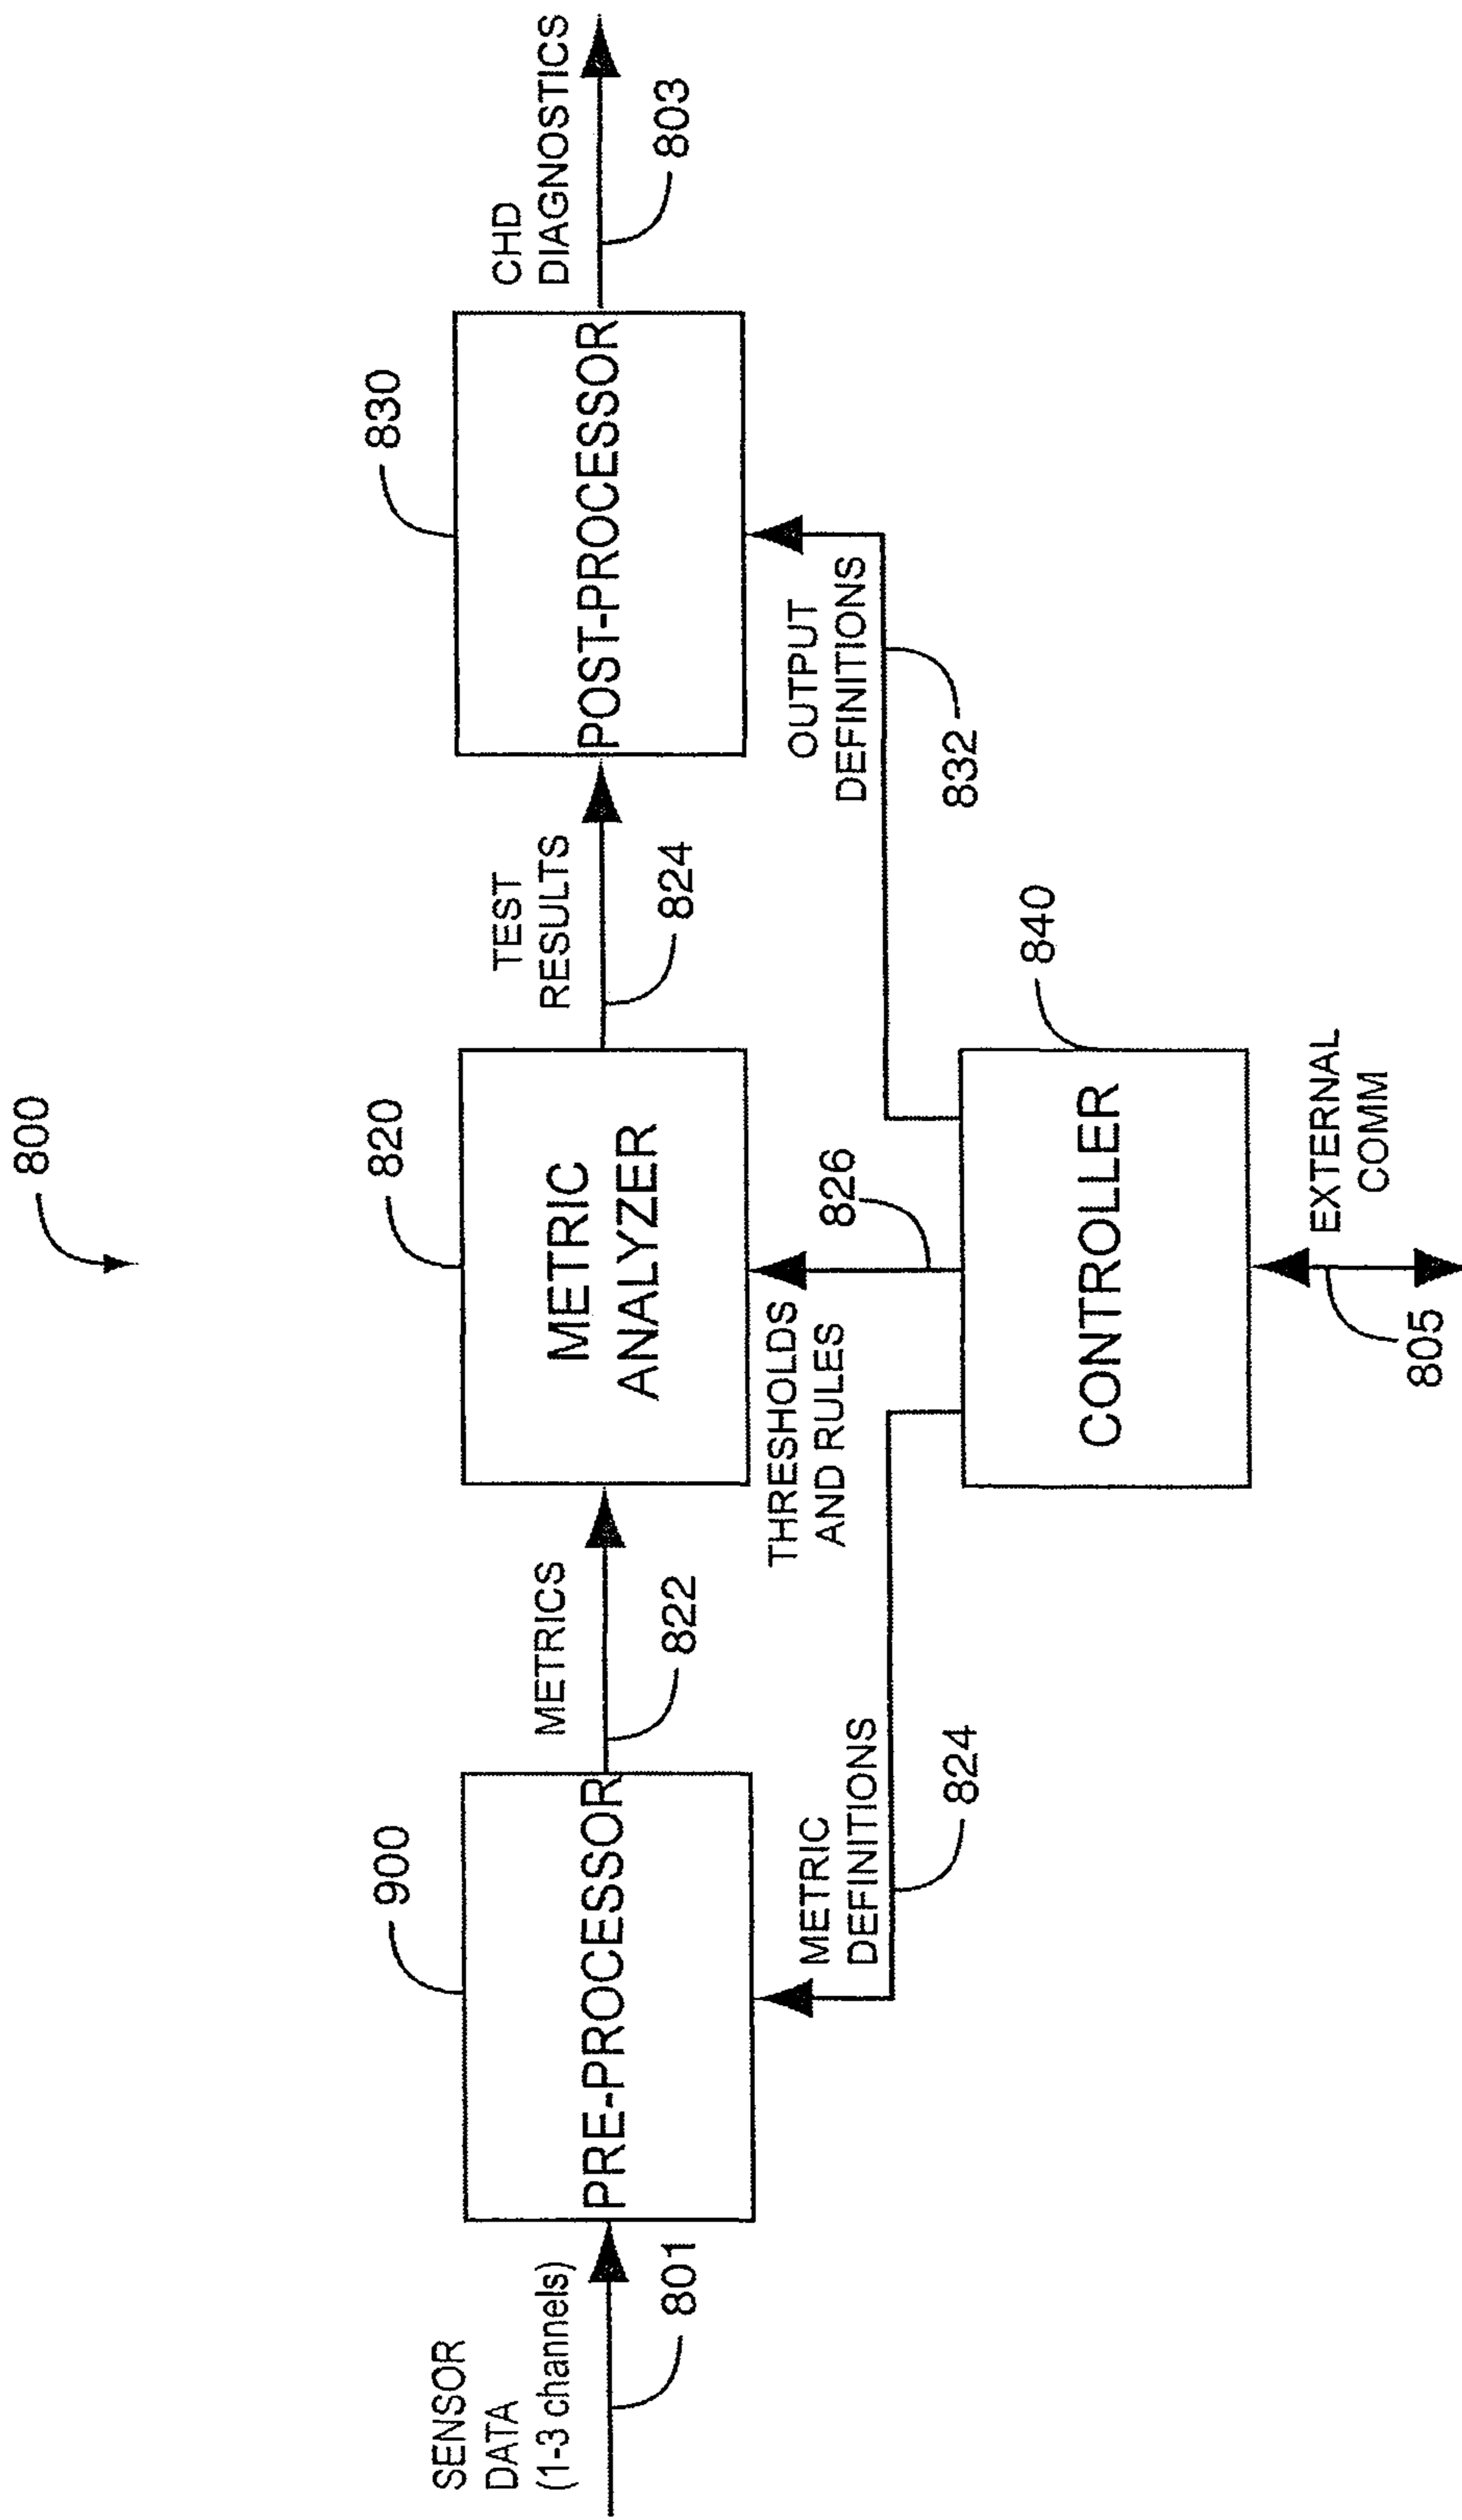 800
SENSOR
DATA
(1-3 channels)
801
900
PRE-PROCESSOR
METRICS
822
820
METRIC
ANALYZER
TEST
RESULTS
824
830
POST-PROCESSOR
CHD
DIAGNOSTICS
803
METRIC
DEFINITIONS
824
THRESHOLDS
AND RULES
826
OUTPUT
DEFINITIONS
832
840
CONTROLLER
EXTERNAL
COMM
805